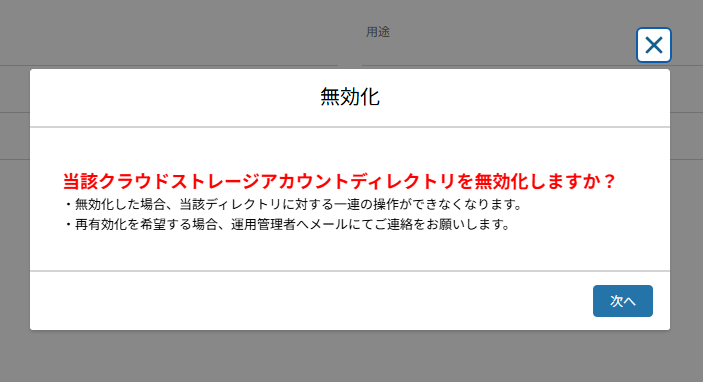 用途
無効化
当該クラウドストレージアカウントディレクトリを無効化しますか？
・無効化した場合、当該ディレクトリに対する一連の操作ができなくなります。
・再有効化を希望する場合、運用管理者へメールにてご連絡をお願いします。
次へ